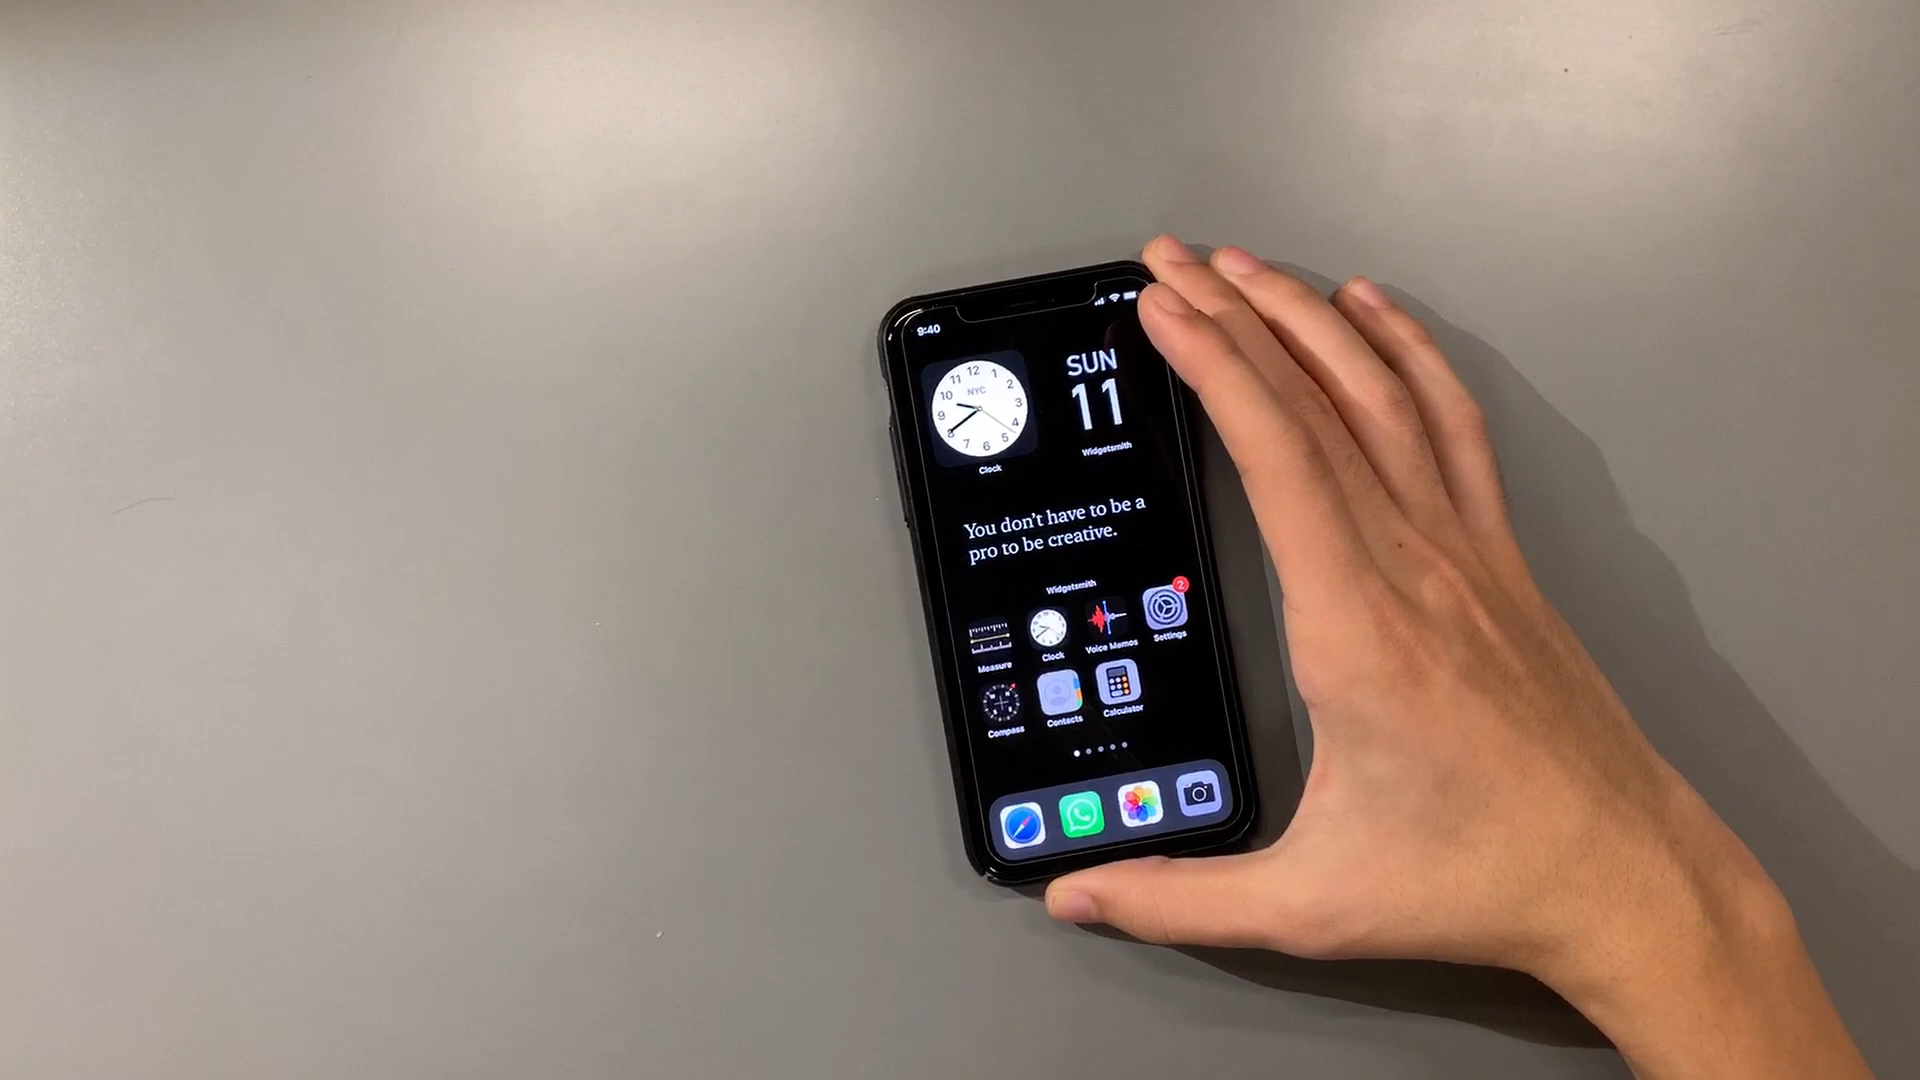 9:40
12
11 1
NYC
10 2
9 3
8 4
7 6 5
Clock
SUN
11
Widgetsmith
You don't have to be a
pro to be creative.
Widgetsmith
2
Measure Clock Voice Memos Settings
Compass Contacts Calculator